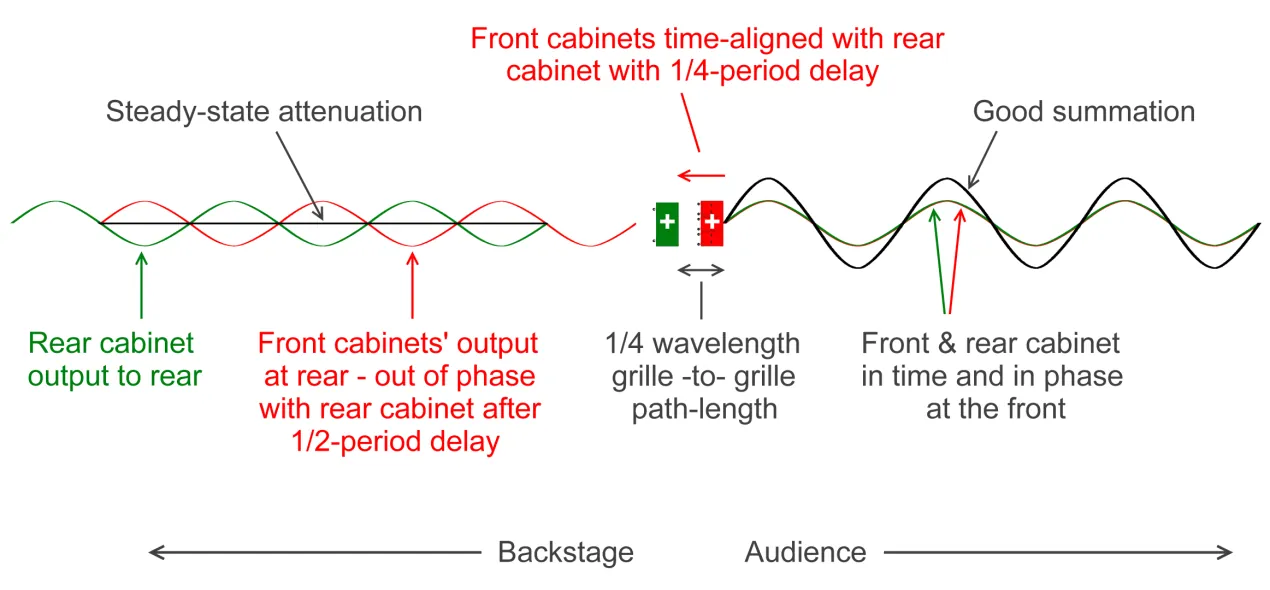 Front cabinets time-aligned with rear
cabinet with 1/4-period delay
Steady-state attenuation
Good summation
+
+
Rear cabinet
output to rear
Front cabinets' output
at rear - out of phase
with rear cabinet after
1/2-period delay
1/4 wavelength
grille -to- grille
path-length
Front & rear cabinet
in time and in phase
at the front
Backstage
Audience